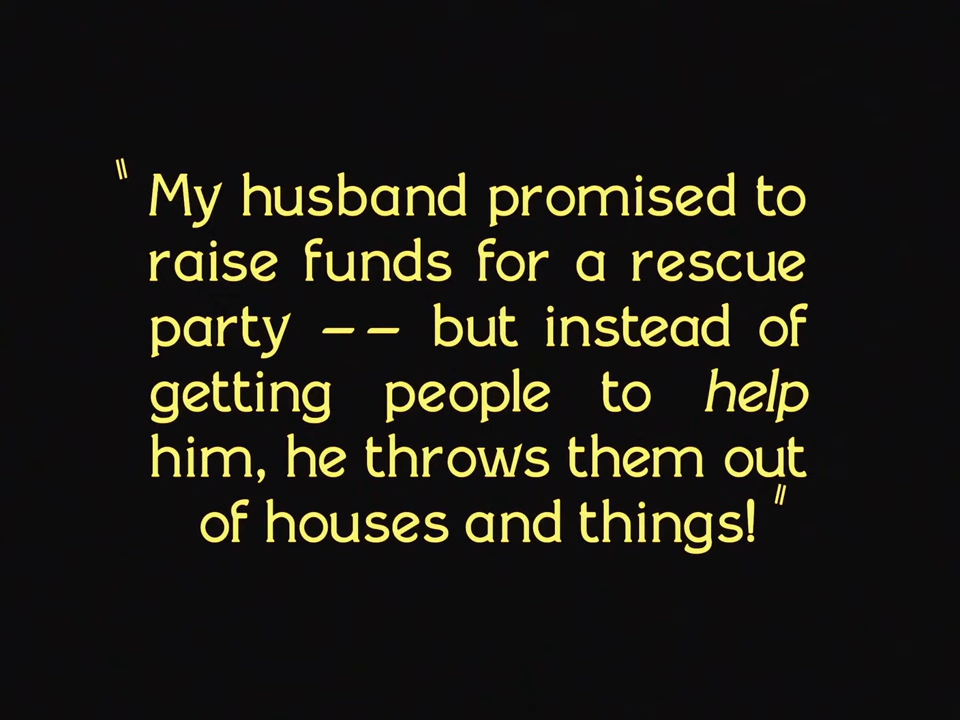 "My husband promised to
raise funds for a rescue
party -- but instead of
getting people to help
him, he throws them out
of houses and things!"